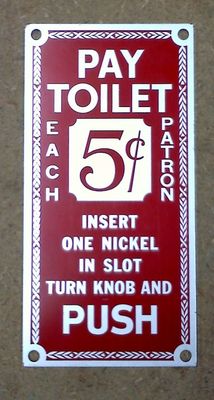 PAY
TOILET
EACH
5¢
PATRON
INSERT
ONE NICKEL
IN SLOT
TURN KNOB AND
PUSH